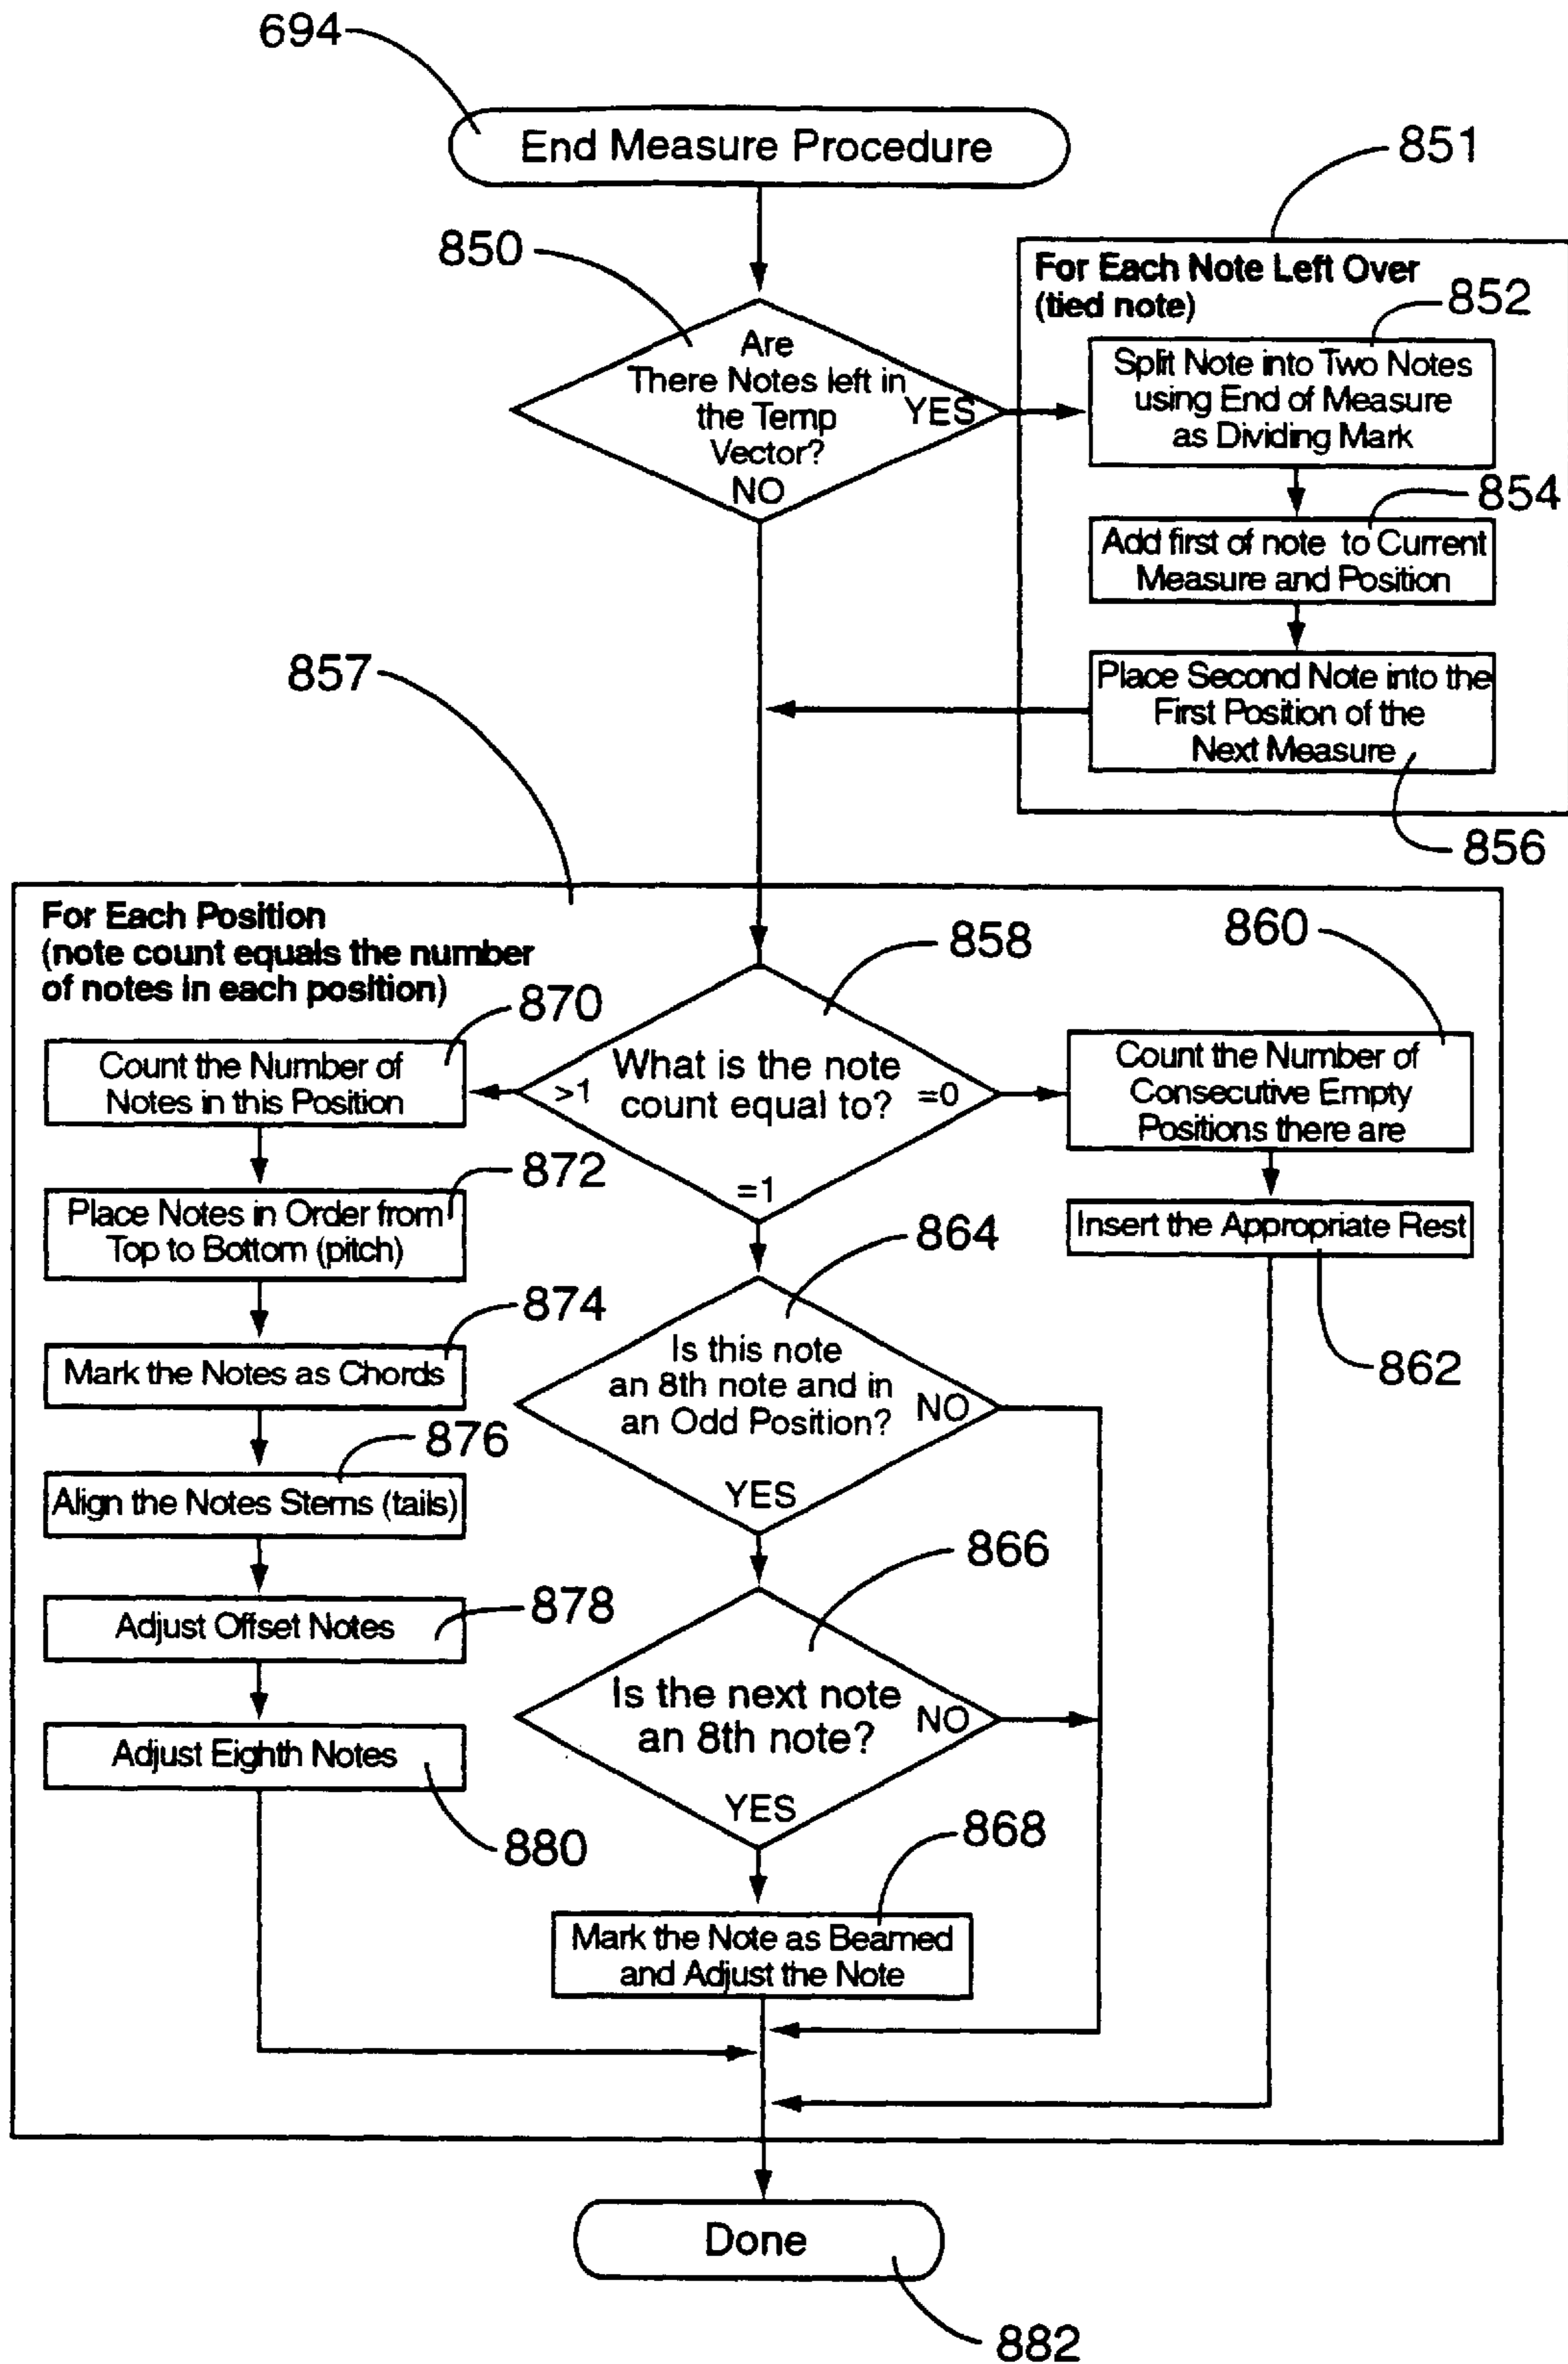 694
End Measure Procedure
851
850
For Each Note Left Over
(tied note)
852
Are
There Notes left in
the Temp
Vector?
YES
NO
Split Note into Two Notes
using End of Measure
as Dividing Mark
854
Add first of note to Current
Measure and Position
Place Second Note into the
First Position of the
Next Measure
856
857
For Each Position
(note count equals the number
of notes in each position)
858
860
870
Count the Number of
Notes in this Position
What is the note
count equal to?
>1
=0
=1
Count the Number of
Consecutive Empty
Positions there are
872
Place Notes in Order from
Top to Bottom (pitch)
864
Insert the Appropriate Rest
862
874
Mark the Notes as Chords
Is this note
an 8th note and in
an Odd Position?
NO
YES
876
Align the Notes Stems (tails)
866
878
Adjust Offset Notes
Is the next note
an 8th note?
NO
YES
Adjust Eighth Notes
880
868
Mark the Note as Beamed
and Adjust the Note
Done
882